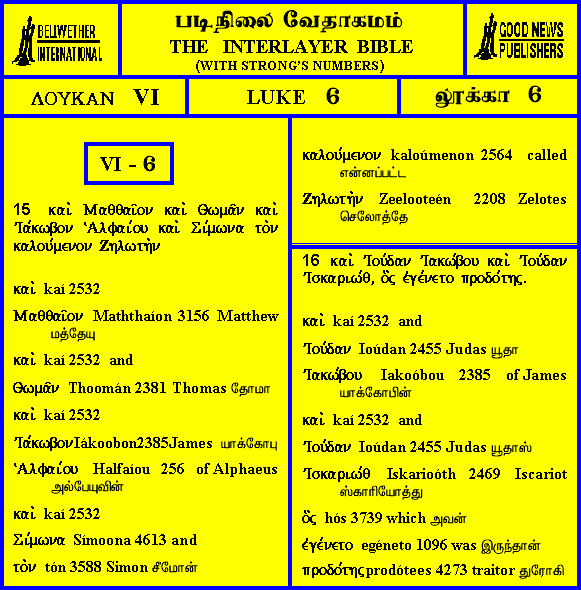 BELLWETHER
INTERNATIONAL
படிநிலை வேதாகமம்
THE INTERLAYER BIBLE
(WITH STRONG'S NUMBERS)
GOOD NEWS
PUBLISHERS
ΛΟΥΚΑΝ VI
LUKE 6
லூக்கா 6
VI - 6
15 καὶ Μαθθαῖον καὶ Θωμᾶν καὶ
Ἰάκωβον Ἁλφαίου καὶ Σίμωνα τὸν
καλούμενον Ζηλωτὴν
καὶ kaí 2532
Μαθθαῖον Maththaíon 3156 Matthew
மத்தேயு
καὶ kaí 2532 and
Θωμᾶν Thoomán 2381 Thomas தோமா
καὶ kaí 2532
Ἰάκωβον Iákoobon 2385 James யாக்கோபு
Ἁλφαίου Halfaíou 256 of Alphaeus
அல்பேயுவின்
καὶ kaí 2532
Σίμωνα Símoona 4613 and
τὸν tón 3588 Simon சீமோன்
καλούμενον kaloúmenon 2564 called
என்னப்பட்ட
Ζηλωτὴν Zeelooteén 2208 Zelotes
செலோத்தே
16 καὶ Ἰούδαν Ἰακώβου καὶ Ἰούδαν
Ἰσκαριώθ, ὃς ἐγένετο προδότης.
καὶ kaí 2532 and
Ἰούδαν Ioúdan 2455 Judas யூதா
Ἰακώβου Iakoóbou 2385 of James
யாக்கோபின்
καὶ kaí 2532 and
Ἰούδαν Ioúdan 2455 Judas யூதாஸ்
Ἰσκαριώθ Iskarioóth 2469 Iscariot
ஸ்காரியோத்து
ὃς hós 3739 which அவன்
ἐγένετο egéneto 1096 was இருந்தான்
προδότης prodótees 4273 traitor துரோகி